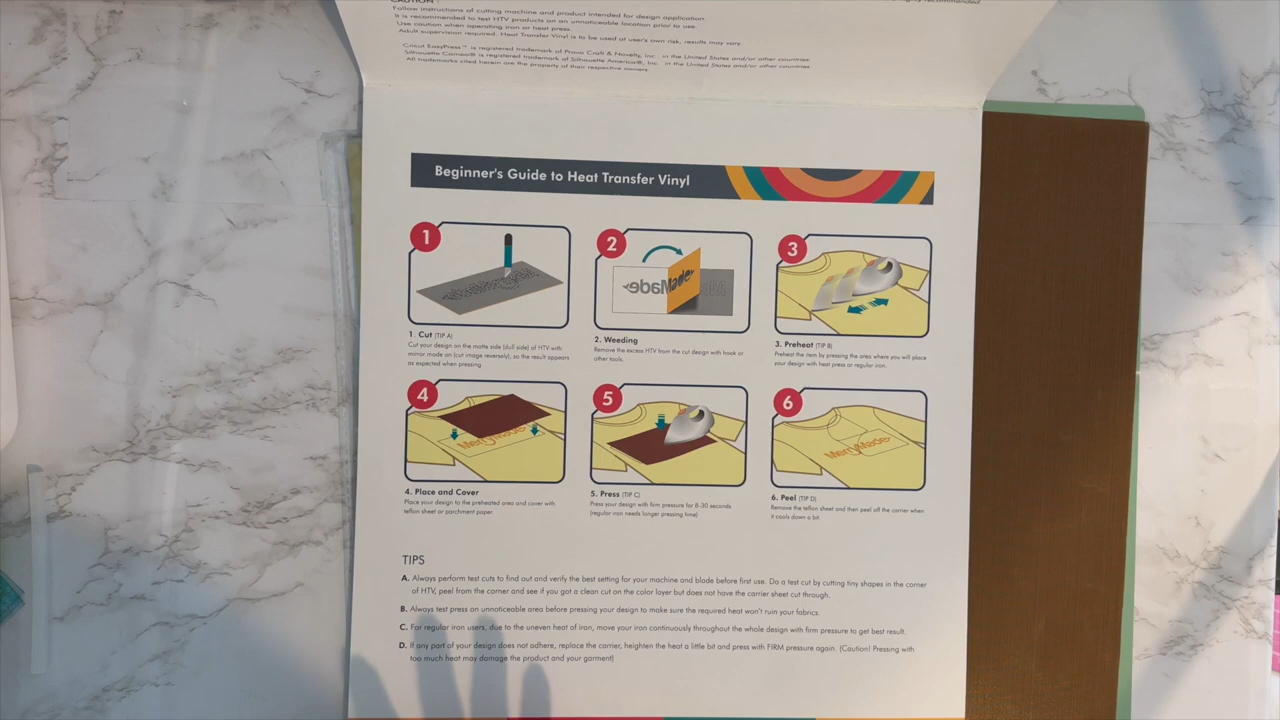 Follow instructions of cutting machine and product intended for design application.
It is recommended to test HTV products on an unnoticeable location prior to use.
Use caution when operating iron or heat press.
Adult supervision required. Heat Transfer Vinyl is to be used at user's own risk, results may vary.
Cricut EasyPress™ is registered trademark of Provo Craft & Novelty, Inc. in the United States and/or other countries
Silhouette Cameo® is registered trademark of Silhouette America®, Inc. in the United States and/or other countries
All trademarks cited herein are the property of their respective owners.
Beginner's Guide to Heat Transfer Vinyl
1
2
3
1. Cut (TIP A)
Cut your design on the matte side (dull side) of HTV with
mirror mode on (cut image reversely), so the result appears
as expected when pressing.
2. Weeding
Remove the excess HTV from the cut design with hook or
other tools.
3. Preheat (TIP B)
Preheat the item by pressing the area where you will place
your design with heat press or regular iron.
4
5
6
MerryMade
4. Place and Cover
Place your design to the preheated area and cover with
teflon sheet or parchment paper.
5. Press (TIP C)
Press your design with firm pressure for 8-30 seconds
(regular iron needs longer pressing time)
6. Peel (TIP D)
Remove the teflon sheet and then peel off the carrier when
it cools down a bit.
TIPS
A. Always perform test cuts to find out and verify the best setting for your machine and blade before first use. Do a test cut by cutting tiny shapes in the corner
of HTV, peel from the corner and see if you got a clean cut on the color layer but does not have the carrier sheet cut through.
B. Always test press on unnoticeable area before pressing your design to make sure the required heat won't ruin your fabrics.
C. For regular iron users, due to the uneven heat of iron, move your iron continuously throughout the whole design with firm pressure to get best result.
D. If any part of your design does not adhere, replace the carrier, heighten the heat a little bit and press with FIRM pressure again. (Caution! Pressing with
too much heat may damage the product and your garment)